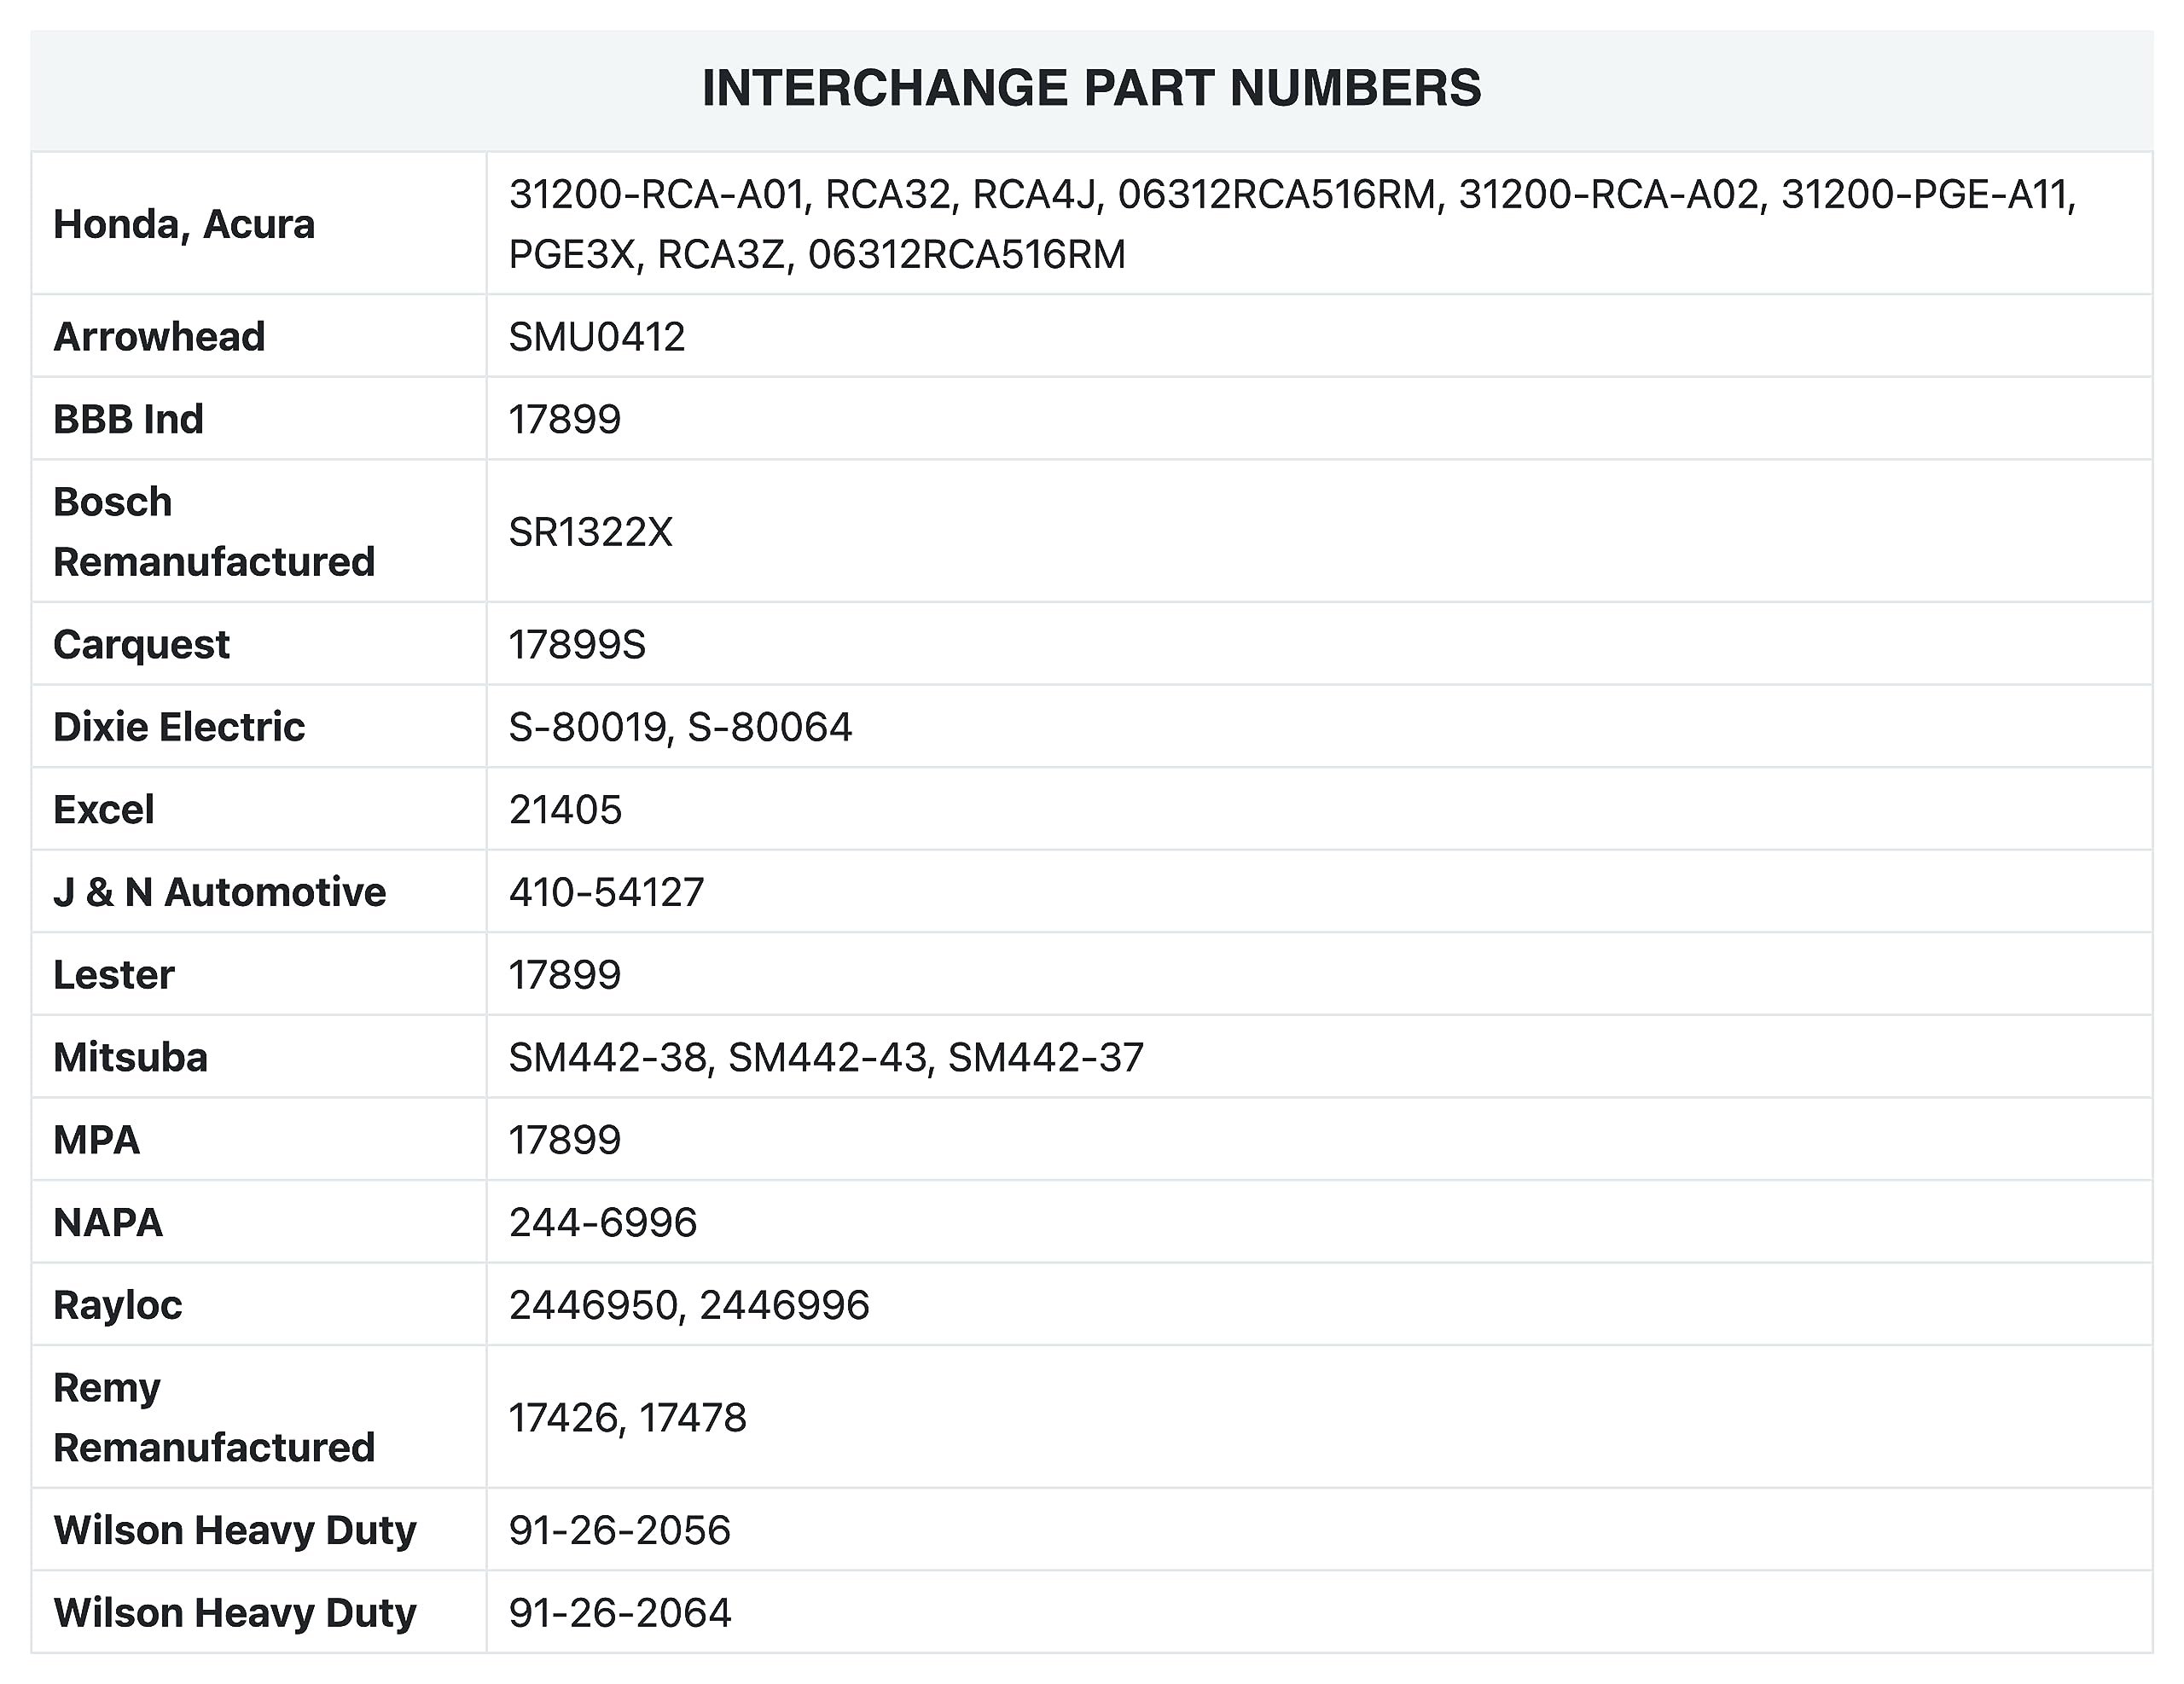 INTERCHANGE PART NUMBERS
Honda, Acura
31200-RCA-A01, RCA32, RCA4J, 06312RCA516RM, 31200-RCA-A02, 31200-PGE-A11,
PGE3X, RCA3Z, 06312RCA516RM
Arrowhead
SMU0412
BBB Ind
17899
Bosch
Remanufactured
SR1322X
Carquest
17899S
Dixie Electric
S-80019, S-80064
Excel
21405
J & N Automotive
410-54127
Lester
17899
Mitsuba
SM442-38, SM442-43, SM442-37
MPA
17899
NAPA
244-6996
Rayloc
2446950, 2446996
Remy
Remanufactured
17426, 17478
Wilson Heavy Duty
91-26-2056
Wilson Heavy Duty
91-26-2064